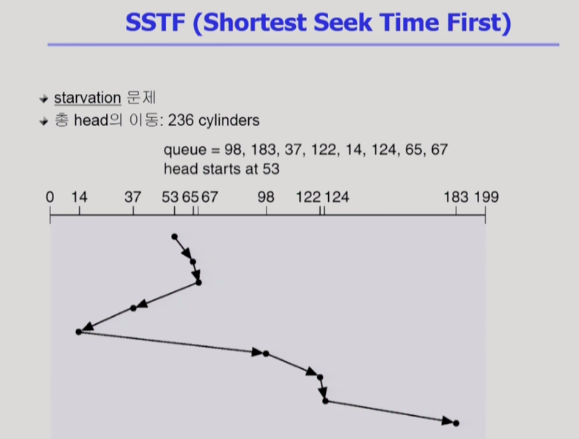 SSTF (Shortest Seek Time First)
starvation 문제
총 head의 이동: 236 cylinders
queue = 98, 183, 37, 122, 14, 124, 65, 67
head starts at 53
0 14 37 53 65 67 98 122 124 183 199